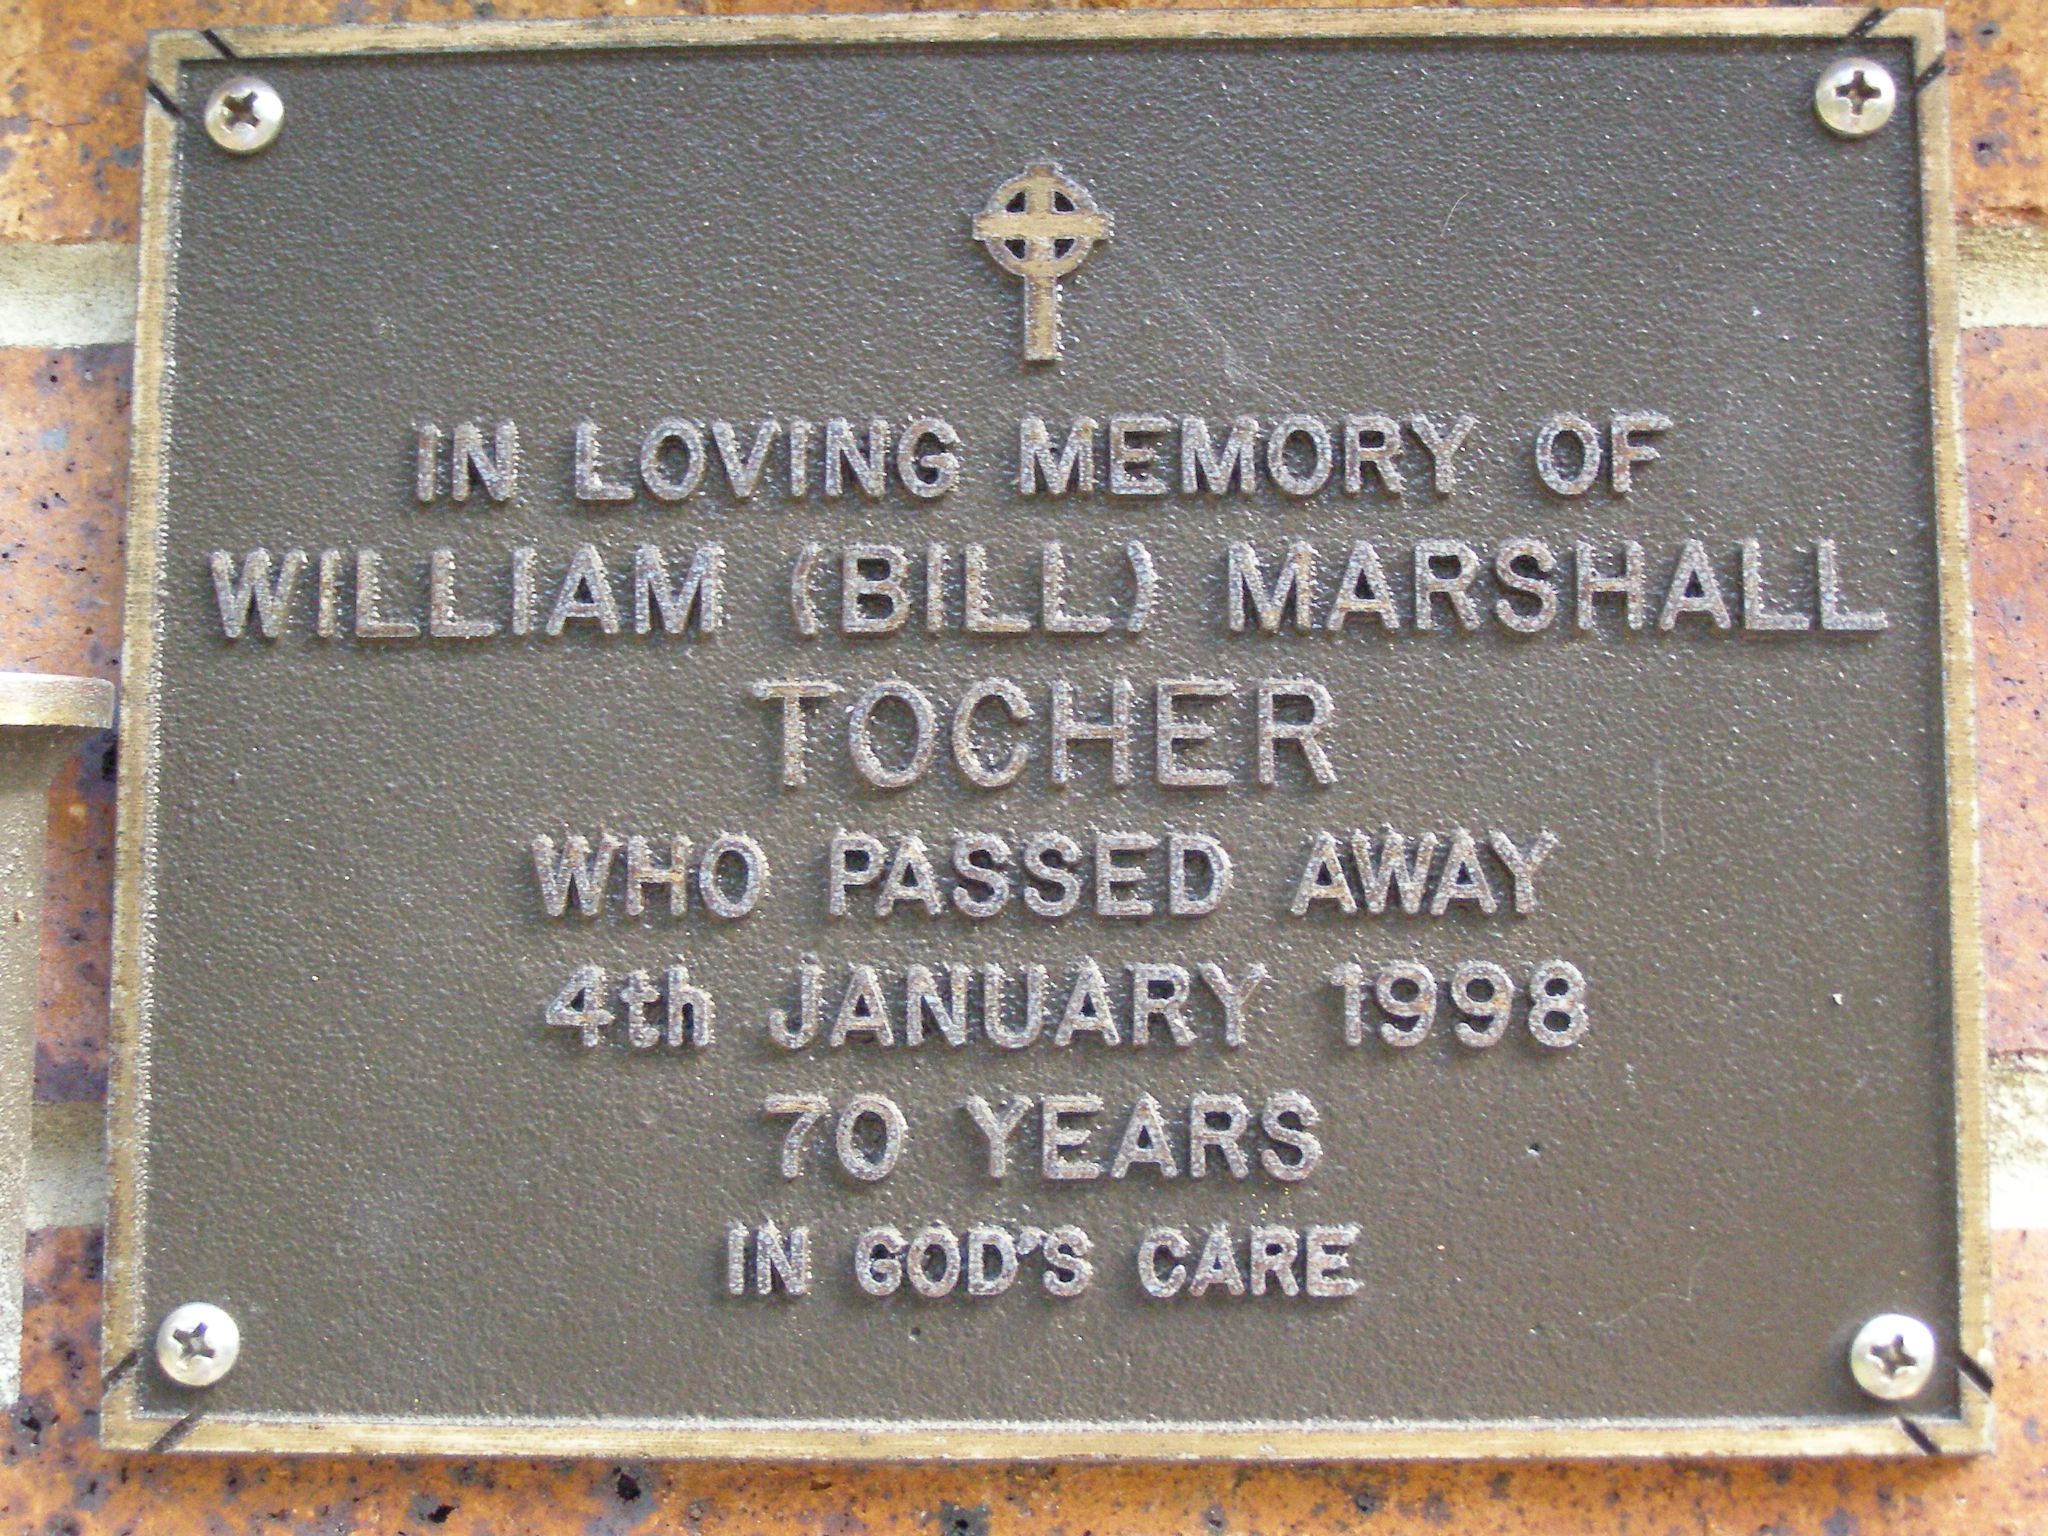 IN LOVING MEMORY OF
WILLIAM (BILL) MARSHALL
TOCHER
WHO PASSED AWAY
4th JANUARY 1998
70 YEARS
IN GOD'S CARE